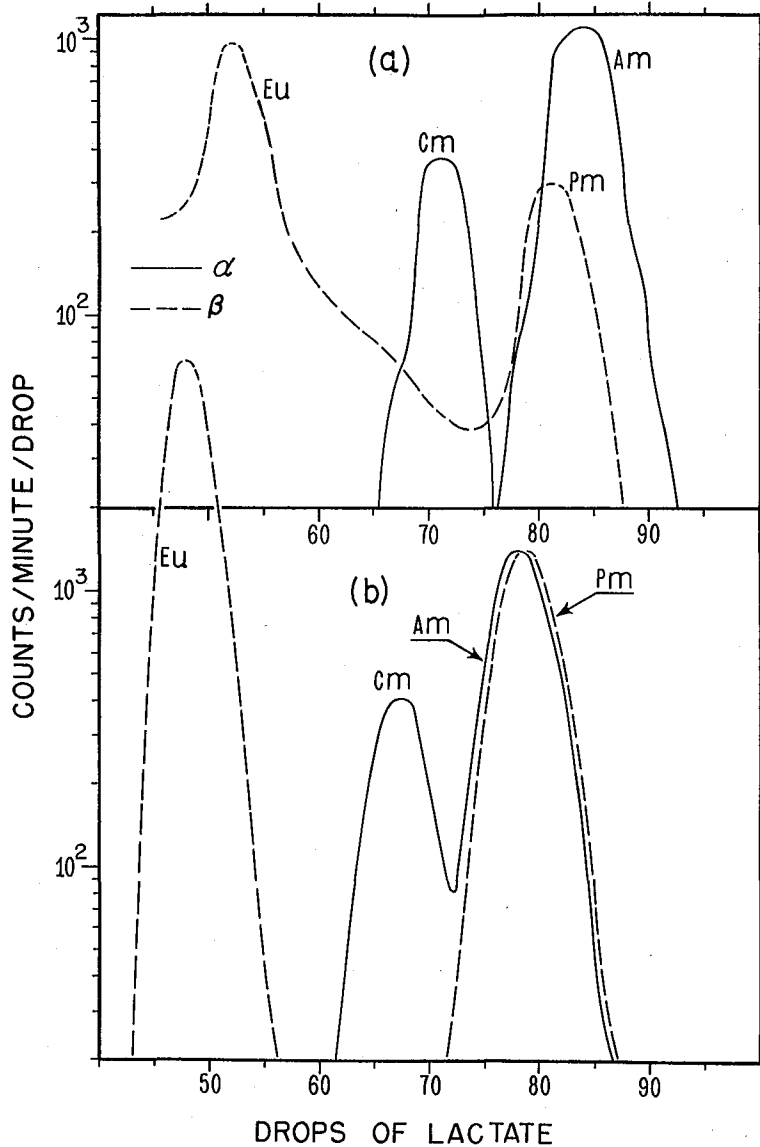 10³
(a)
Am
Eu
Cm
Pm
α
β
10²
60 70 80 90
COUNTS/MINUTE/DROP
Eu
(b)
Pm
10³
Am
Cm
10²
50 60 70 80 90
DROPS OF LACTATE